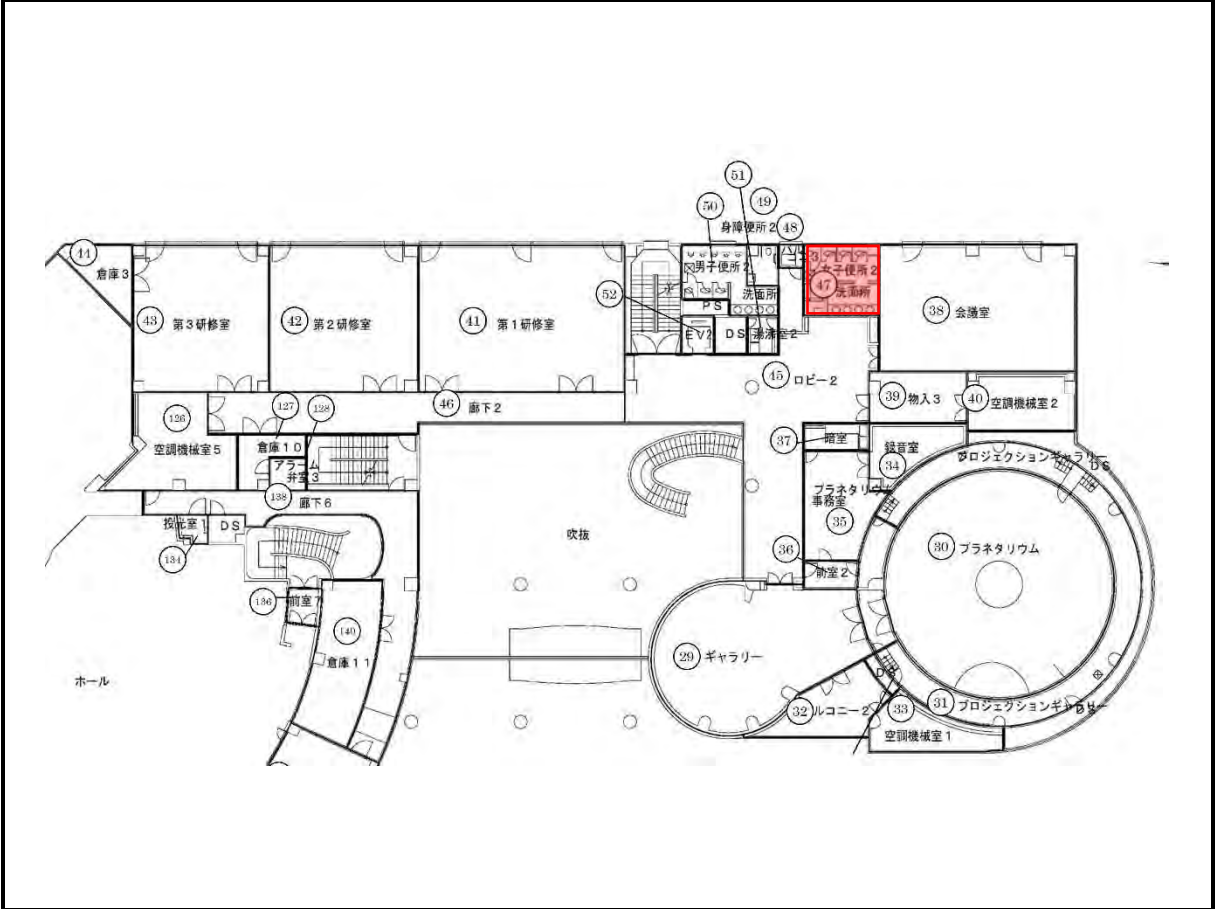 51
50
49
身障便所2
48
44
倉庫3
男子便所2
女子便所2
47
洗面所
洗面所
52
PS
43
第3研修室
42
第2研修室
41
第1研修室
38
会議室
EV2
DS
湯沸室2
45
ロビー2
39
物入3
40
空調機械室2
46
廊下2
126
127
128
空調機械室5
倉庫10
アラーム
弁室3
37
暗室
録音室
34
プロジェクションギャラリー
DS
138
廊下6
プラネタリウム
事務室
35
投光室1
DS
134
吹抜
30
プラネタリウム
36
前室2
136
前室7
140
倉庫11
29
ギャラリー
ホール
DS
32
ルコニー2
33
31
プロジェクションギャラリー
DS
空調機械室1